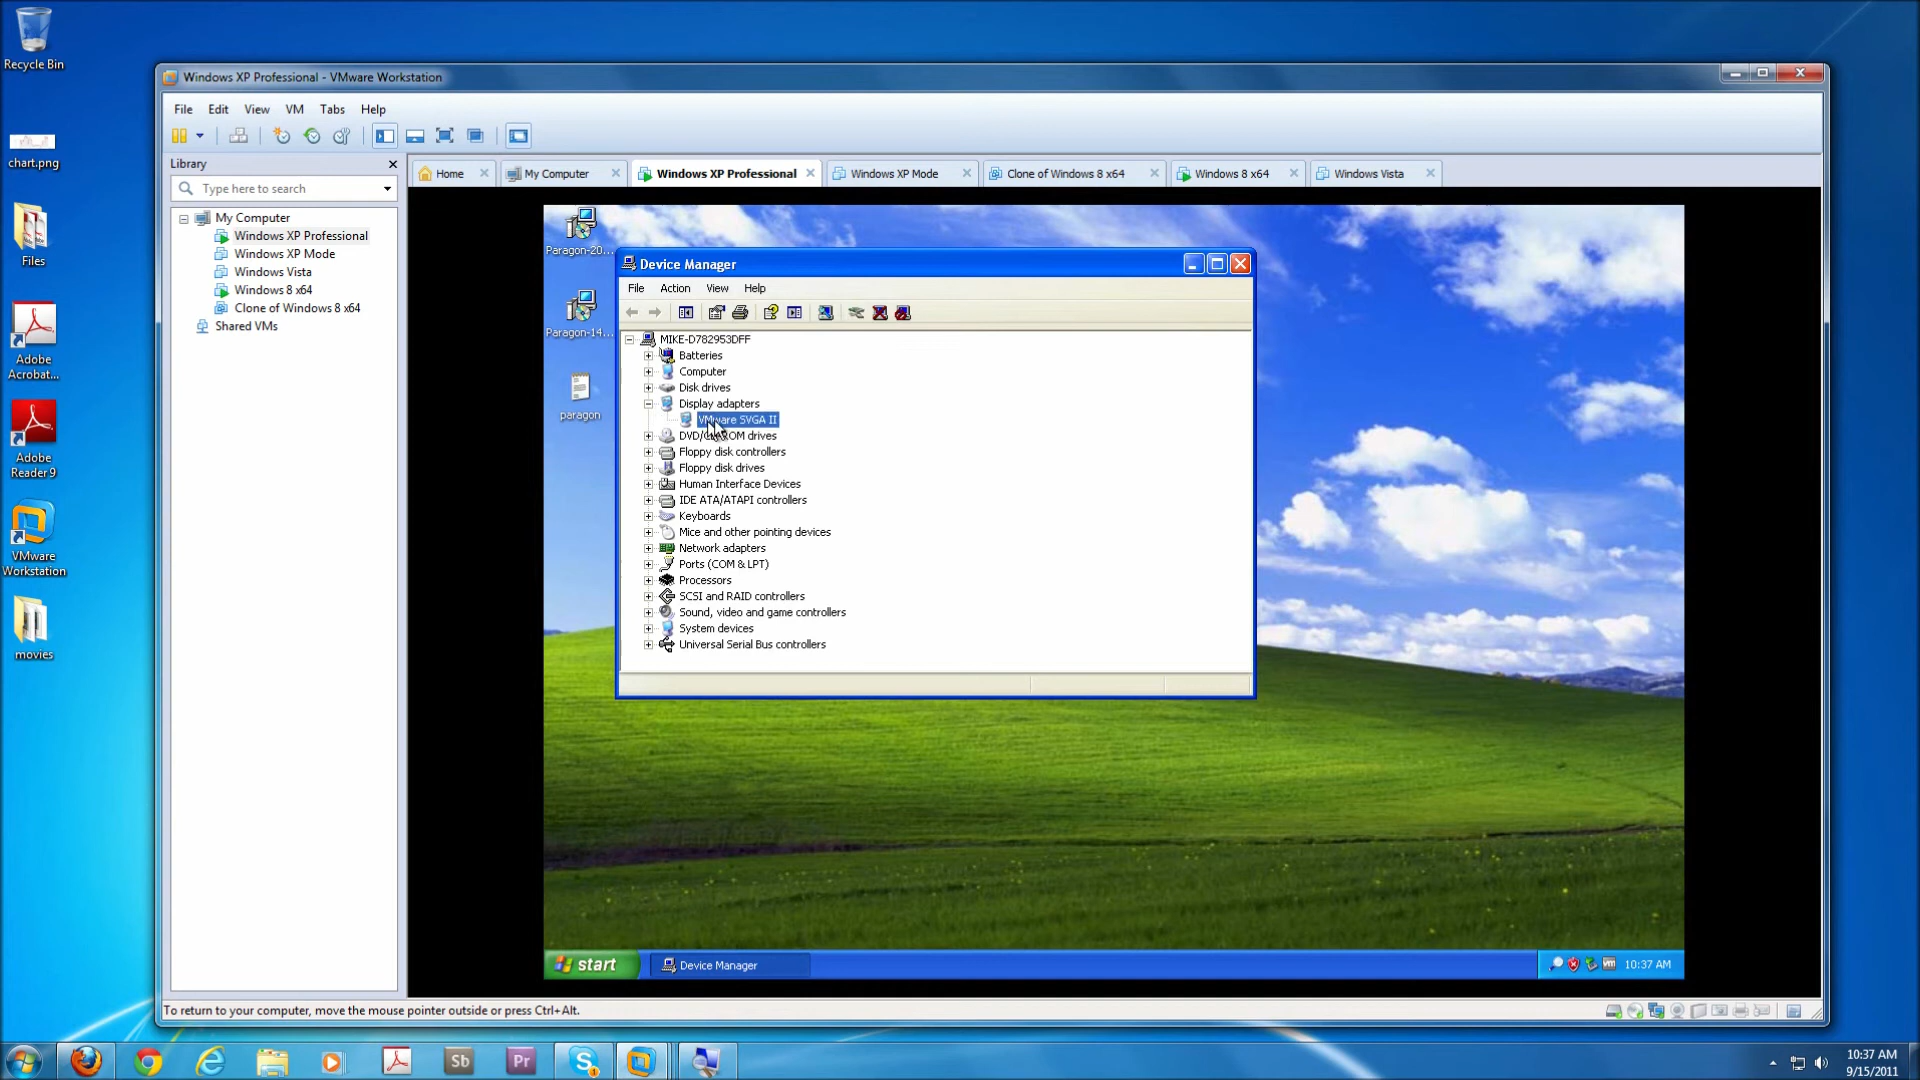 Recycle Bin
chart.png
Files
Adobe
Acrobat...
Adobe
Reader 9
VMware
Workstation
movies
Windows XP Professional - VMware Workstation
File Edit View VM Tabs Help
Library
Type here to search
My Computer
Windows XP Professional
Windows XP Mode
Windows Vista
Windows 8 x64
Clone of Windows 8 x64
Shared VMs
Home My Computer Windows XP Professional Windows XP Mode Clone of Windows 8 x64 Windows 8 x64 Windows Vista
Paragon-20...
Paragon-14...
paragon
Device Manager
File Action View Help
MIKE-D782953DFF
Batteries
Computer
Disk drives
Display adapters
VMware SVGA II
DVD/CD-ROM drives
Floppy disk controllers
Floppy disk drives
Human Interface Devices
IDE ATA/ATAPI controllers
Keyboards
Mice and other pointing devices
Network adapters
Ports (COM & LPT)
Processors
SCSI and RAID controllers
Sound, video and game controllers
System devices
Universal Serial Bus controllers
start Device Manager 10:37 AM
To return to your computer, move the mouse pointer outside or press Ctrl+Alt.
Sb Pr
10:37 AM
9/15/2011